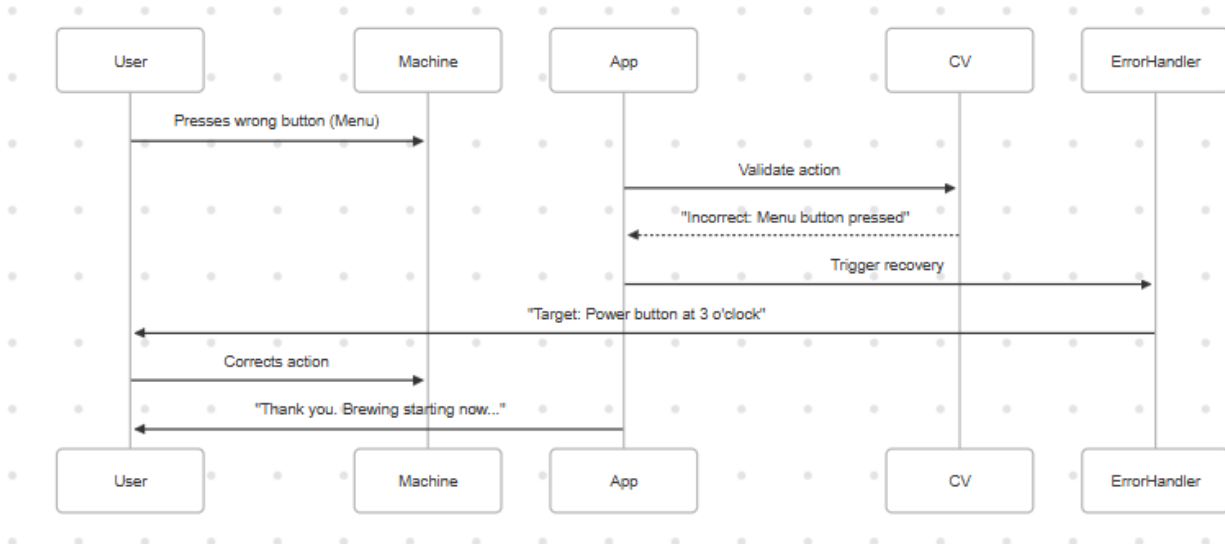 User Machine App CV ErrorHandler
Presses wrong button (Menu)
Validate action
"Incorrect: Menu button pressed"
Trigger recovery
"Target: Power button at 3 o'clock"
Corrects action
"Thank you. Brewing starting now..."
User Machine App CV ErrorHandler